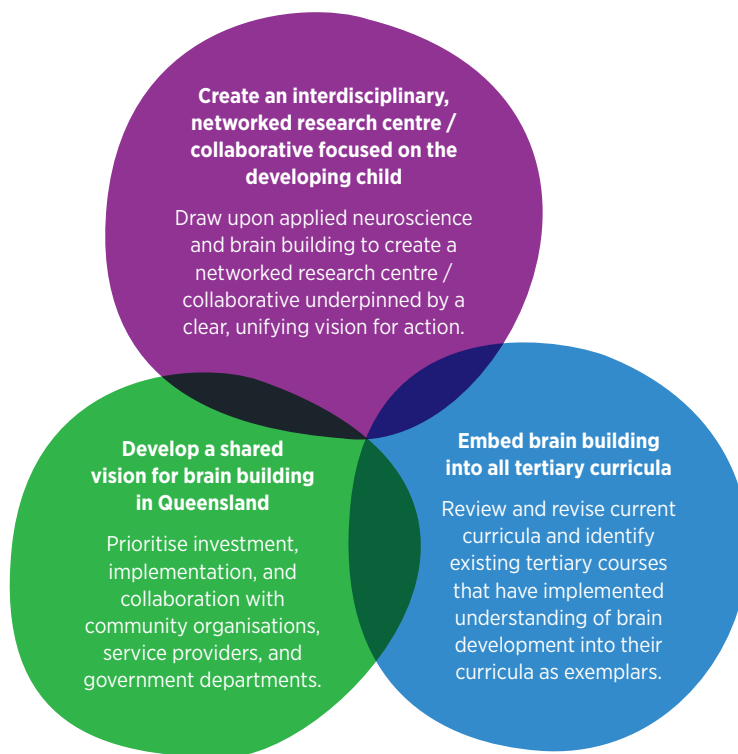 Create an interdisciplinary,
networked research centre /
collaborative focused on the
developing child
Draw upon applied neuroscience
and brain building to create a
networked research centre /
collaborative underpinned by a
clear, unifying vision for action.
Develop a shared
vision for brain building
in Queensland
Prioritise investment,
implementation, and
collaboration with
community organisations,
service providers, and
government departments.
Embed brain building
into all tertiary curricula
Review and revise current
curricula and identify
existing tertiary courses
that have implemented
understanding of brain
development into their
curricula as exemplars.